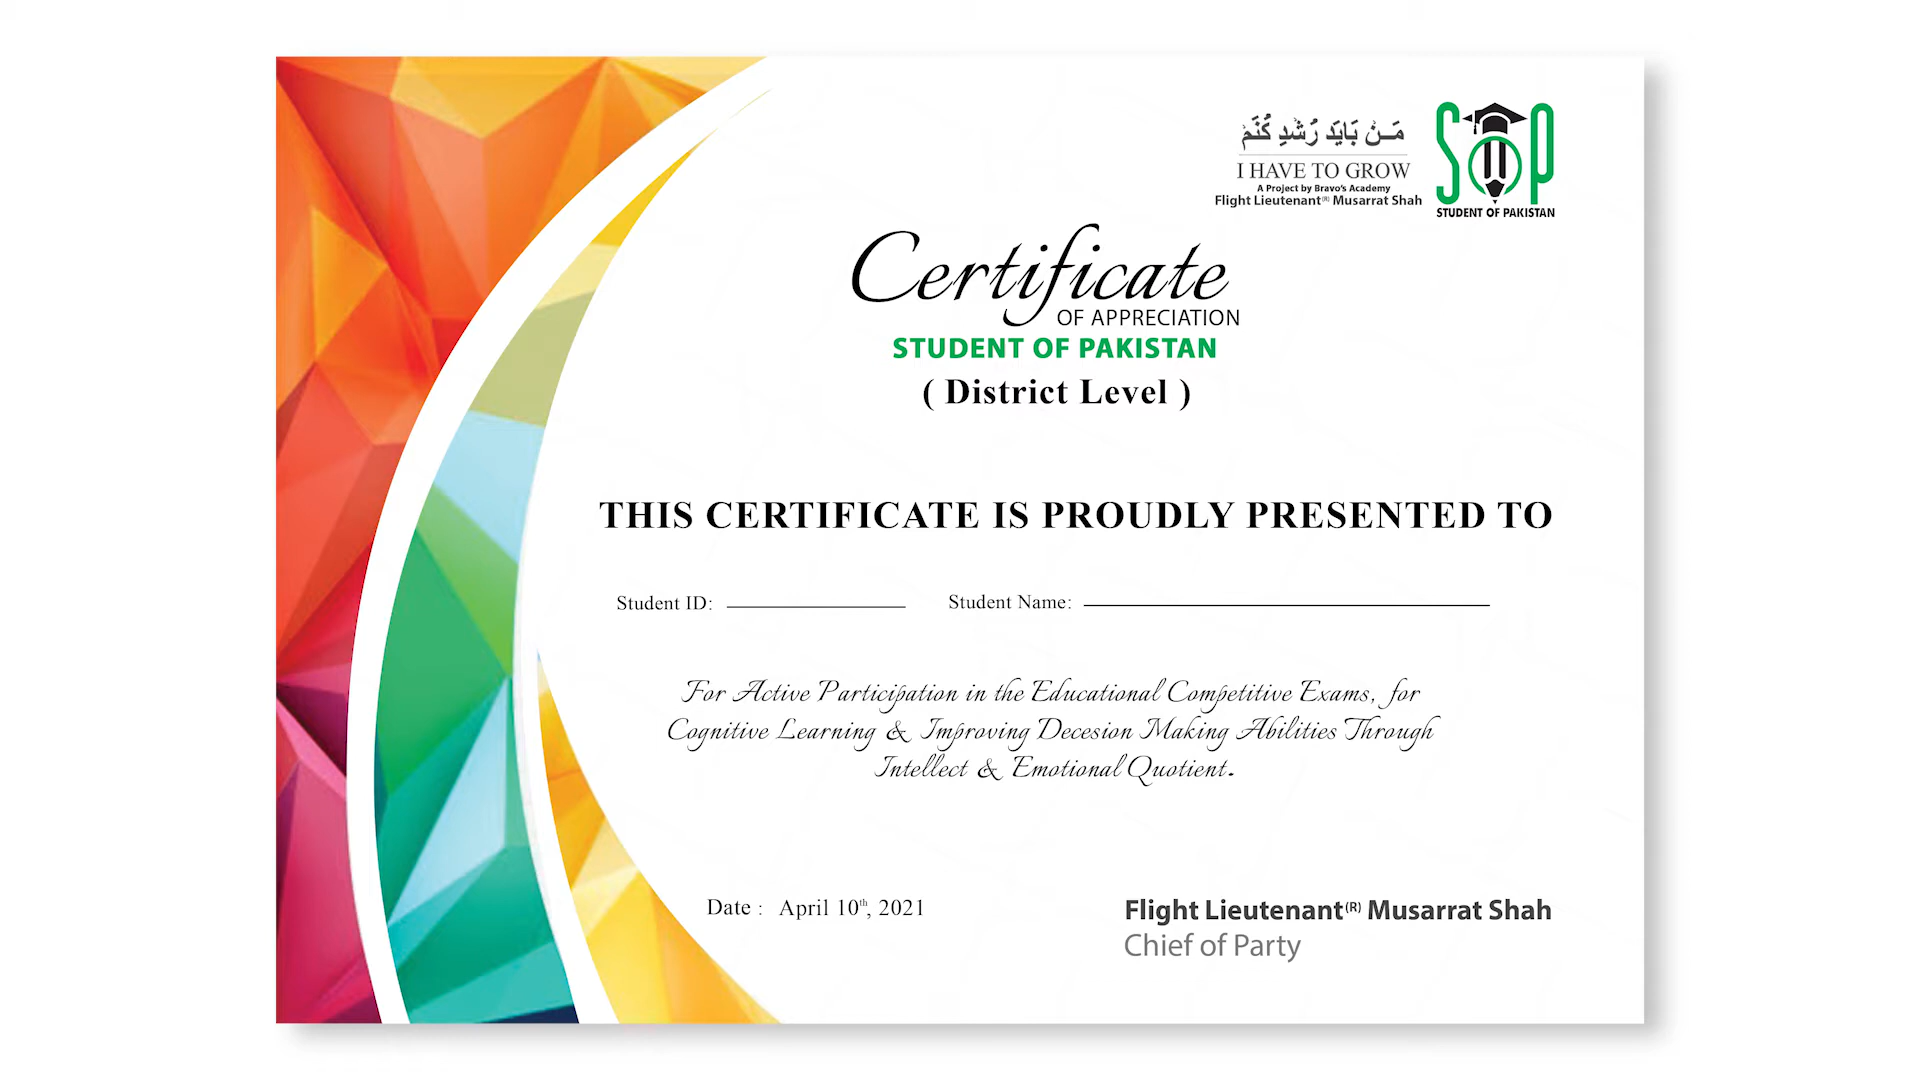 مَـنْ بَايَد رُشْدِ كُنَمْ
I HAVE TO GROW
A Project by Bravo's Academy
Flight Lieutenant(R) Musarrat Shah
SOP
STUDENT OF PAKISTAN
Certificate
OF APPRECIATION
STUDENT OF PAKISTAN
( District Level )
THIS CERTIFICATE IS PROUDLY PRESENTED TO
Student ID: Student Name:
For Active Participation in the Educational Competitive Exams, for
Cognitive Learning & Improving Decesion Making Abilities Through
Intellect & Emotional Quotient.
Date : April 10th, 2021
Flight Lieutenant(R) Musarrat Shah
Chief of Party